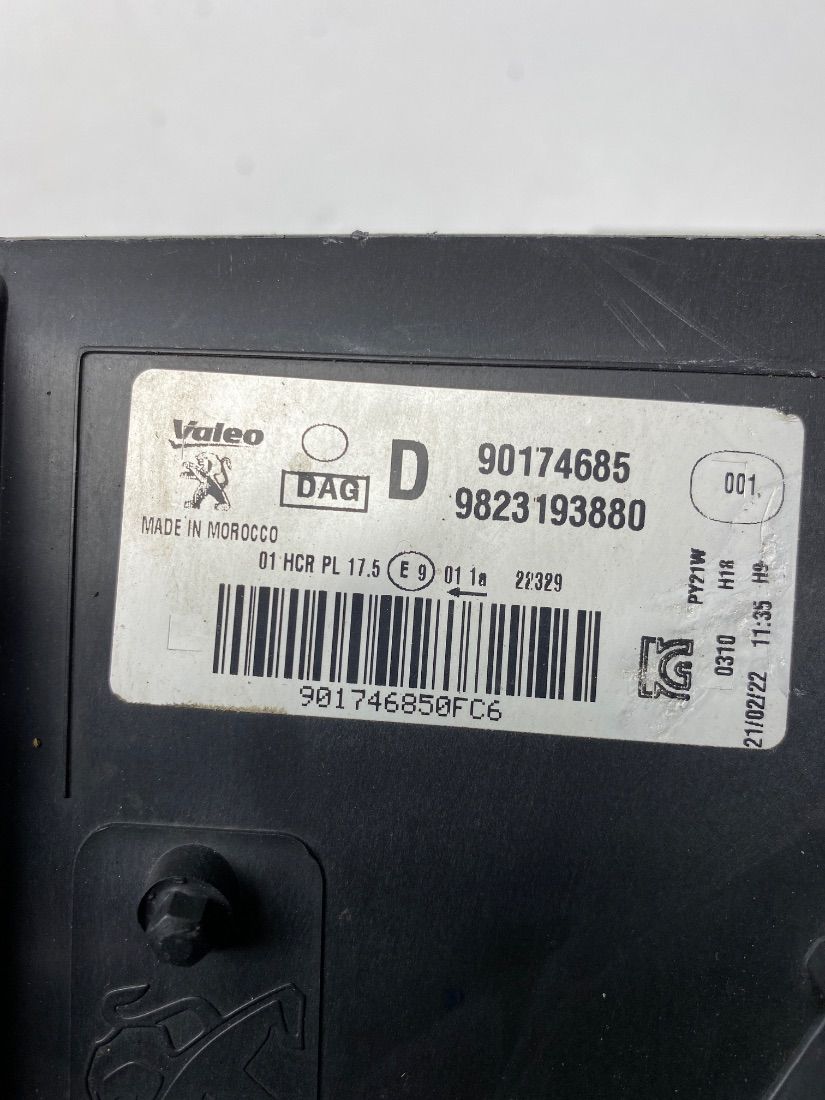 Valeo
DAG
D
90174685
9823193880
001
MADE IN MOROCCO
01 HCR PL 17.5 E 9 01 1a 22329
901746850FC6
PY21W
0310 H18
21/02/22 11:35 H9